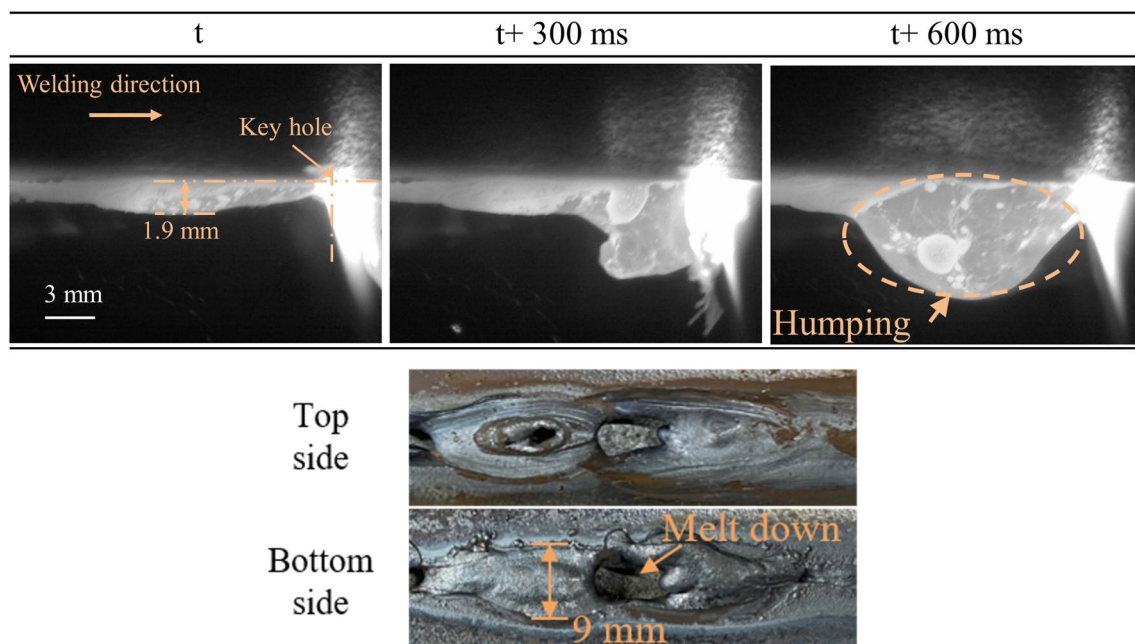 t
t+ 300 ms
t+ 600 ms
Welding direction
Key hole
1.9 mm
3 mm
Humping
Top
side
Bottom
side
Melt down
9 mm